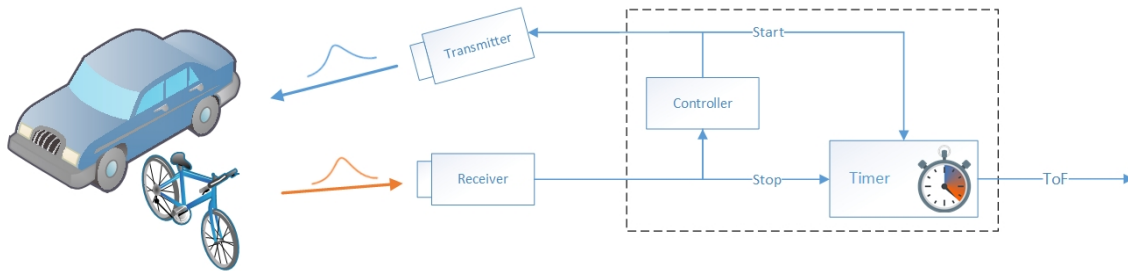 Transmitter
Start
Controller
Receiver
Stop
Timer
ToF